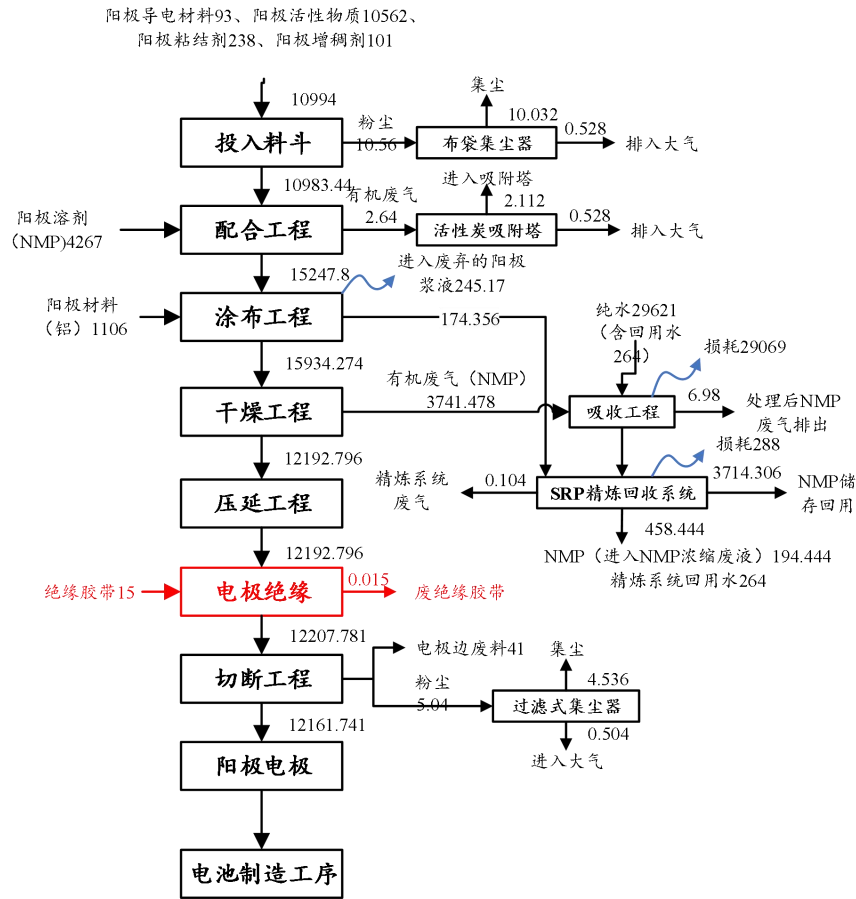 阳极导电材料93、阳极活性物质10562、
阳极粘结剂238、阳极增稠剂101
10994
集尘
10.032
投入料斗
粉尘
10.56
布袋集尘器
0.528
排入大气
10983.44
进入吸附塔
2.112
阳极溶剂
（NMP)4267
配合工程
有机废气
2.64
活性炭吸附塔
0.528
排入大气
15247.8
进入废弃的阳极
浆液245.17
阳极材料
（铝）1106
涂布工程
174.356
纯水29621
（含回用水
264）
损耗29069
15934.274
干燥工程
有机废气（NMP）
3741.478
吸收工程
6.98
处理后NMP
废气排出
12192.796
损耗288
压延工程
精炼系统
废气
0.104
SRP精炼回收系统
3714.306
NMP储
存回用
458.444
NMP（进入NMP浓缩废液）194.444
精炼系统回用水264
12192.796
绝缘胶带15
电极绝缘
0.015
废绝缘胶带
12207.781
电极边废料41
切断工程
粉尘
5.04
集尘
4.536
过滤式集尘器
0.504
进入大气
12161.741
阳极电极
电池制造工序